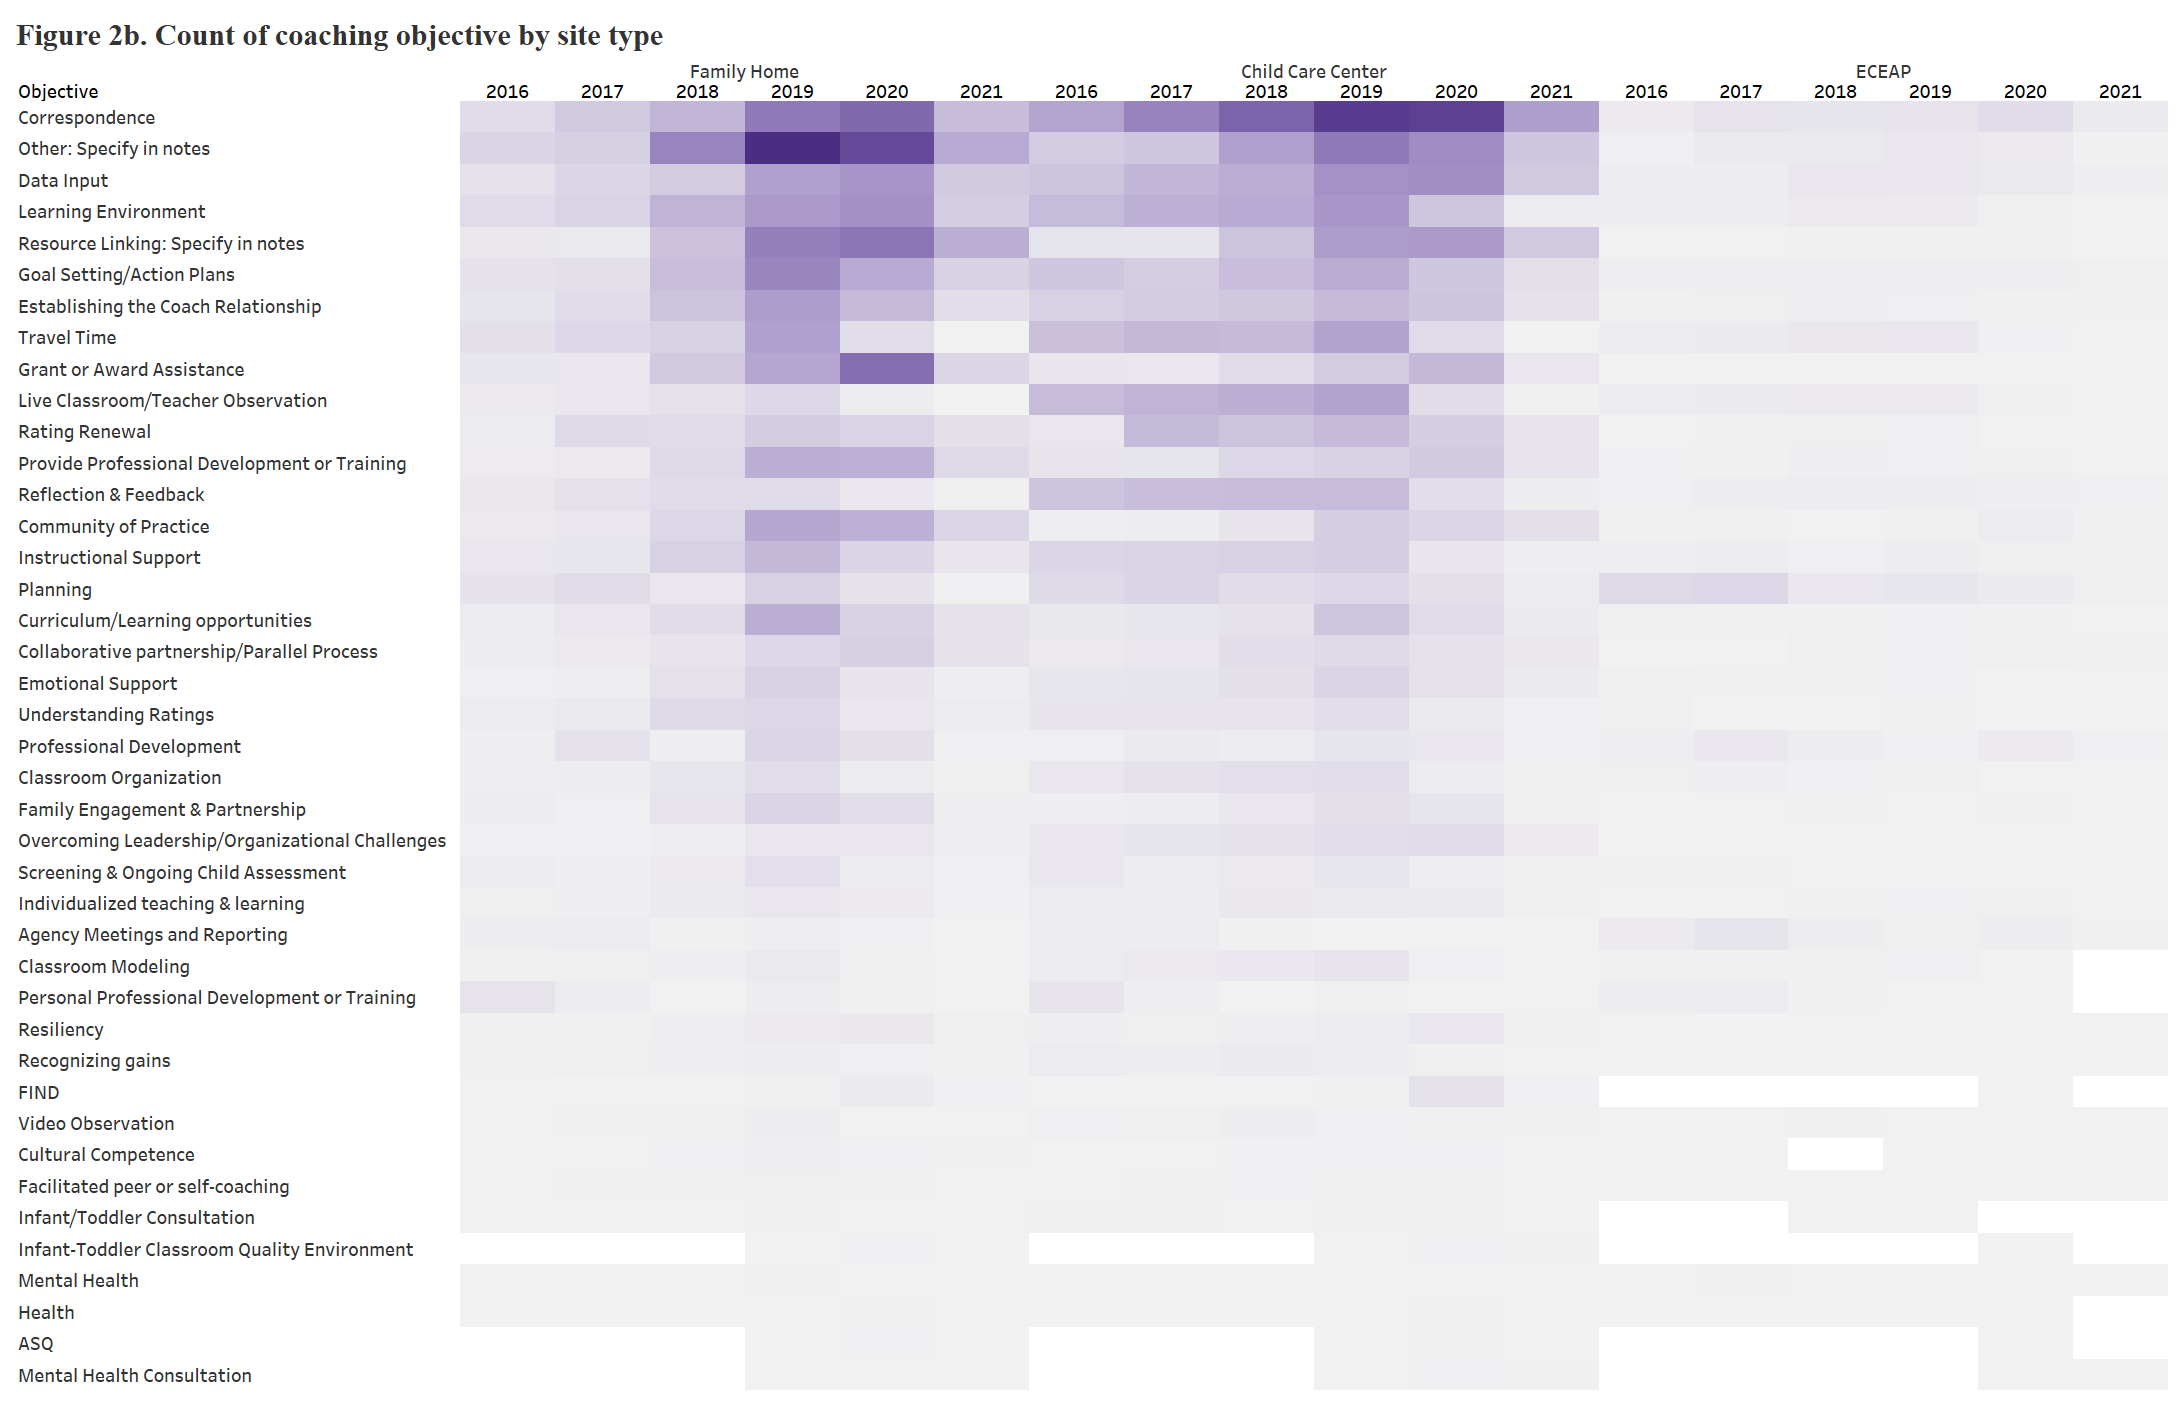 Figure 2b. Count of coaching objective by site type
Family Home Child Care Center ECEAP
Objective 2016 2017 2018 2019 2020 2021 2016 2017 2018 2019 2020 2021 2016 2017 2018 2019 2020 2021
Correspondence
Other: Specify in notes
Data Input
Learning Environment
Resource Linking: Specify in notes
Goal Setting/Action Plans
Establishing the Coach Relationship
Travel Time
Grant or Award Assistance
Live Classroom/Teacher Observation
Rating Renewal
Provide Professional Development or Training
Reflection & Feedback
Community of Practice
Instructional Support
Planning
Curriculum/Learning opportunities
Collaborative partnership/Parallel Process
Emotional Support
Understanding Ratings
Professional Development
Classroom Organization
Family Engagement & Partnership
Overcoming Leadership/Organizational Challenges
Screening & Ongoing Child Assessment
Individualized teaching & learning
Agency Meetings and Reporting
Classroom Modeling
Personal Professional Development or Training
Resiliency
Recognizing gains
FIND
Video Observation
Cultural Competence
Facilitated peer or self-coaching
Infant/Toddler Consultation
Infant-Toddler Classroom Quality Environment
Mental Health
Health
ASQ
Mental Health Consultation